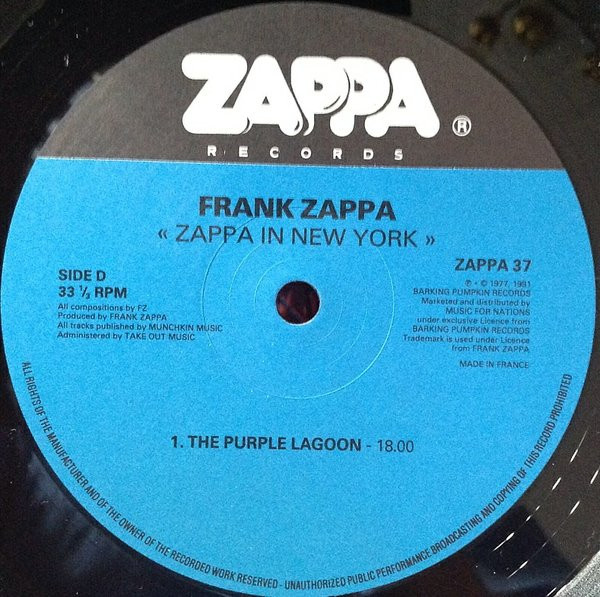 ZAPPA ®
RECORDS
FRANK ZAPPA
« ZAPPA IN NEW YORK »
SIDE D
33 ⅓ RPM
All compositions by FZ
Produced by FRANK ZAPPA
All tracks published by MUNCHKIN MUSIC
Administered by TAKE OUT MUSIC
ZAPPA 37
℗ - © 1977, 1991
BARKING PUMPKIN RECORDS
Marketed and distributed by
MUSIC FOR NATIONS
under exclusive Licence from
BARKING PUMPKIN RECORDS
Trademark is used under Licence
from FRANK ZAPPA
MADE IN FRANCE
1. THE PURPLE LAGOON - 18.00
ALL RIGHTS OF THE MANUFACTURER AND OF THE OWNER OF THE RECORDED WORK RESERVED - UNAUTHORIZED PUBLIC PERFORMANCE BROADCASTING AND COPYING OF THIS RECORD PROHIBITED